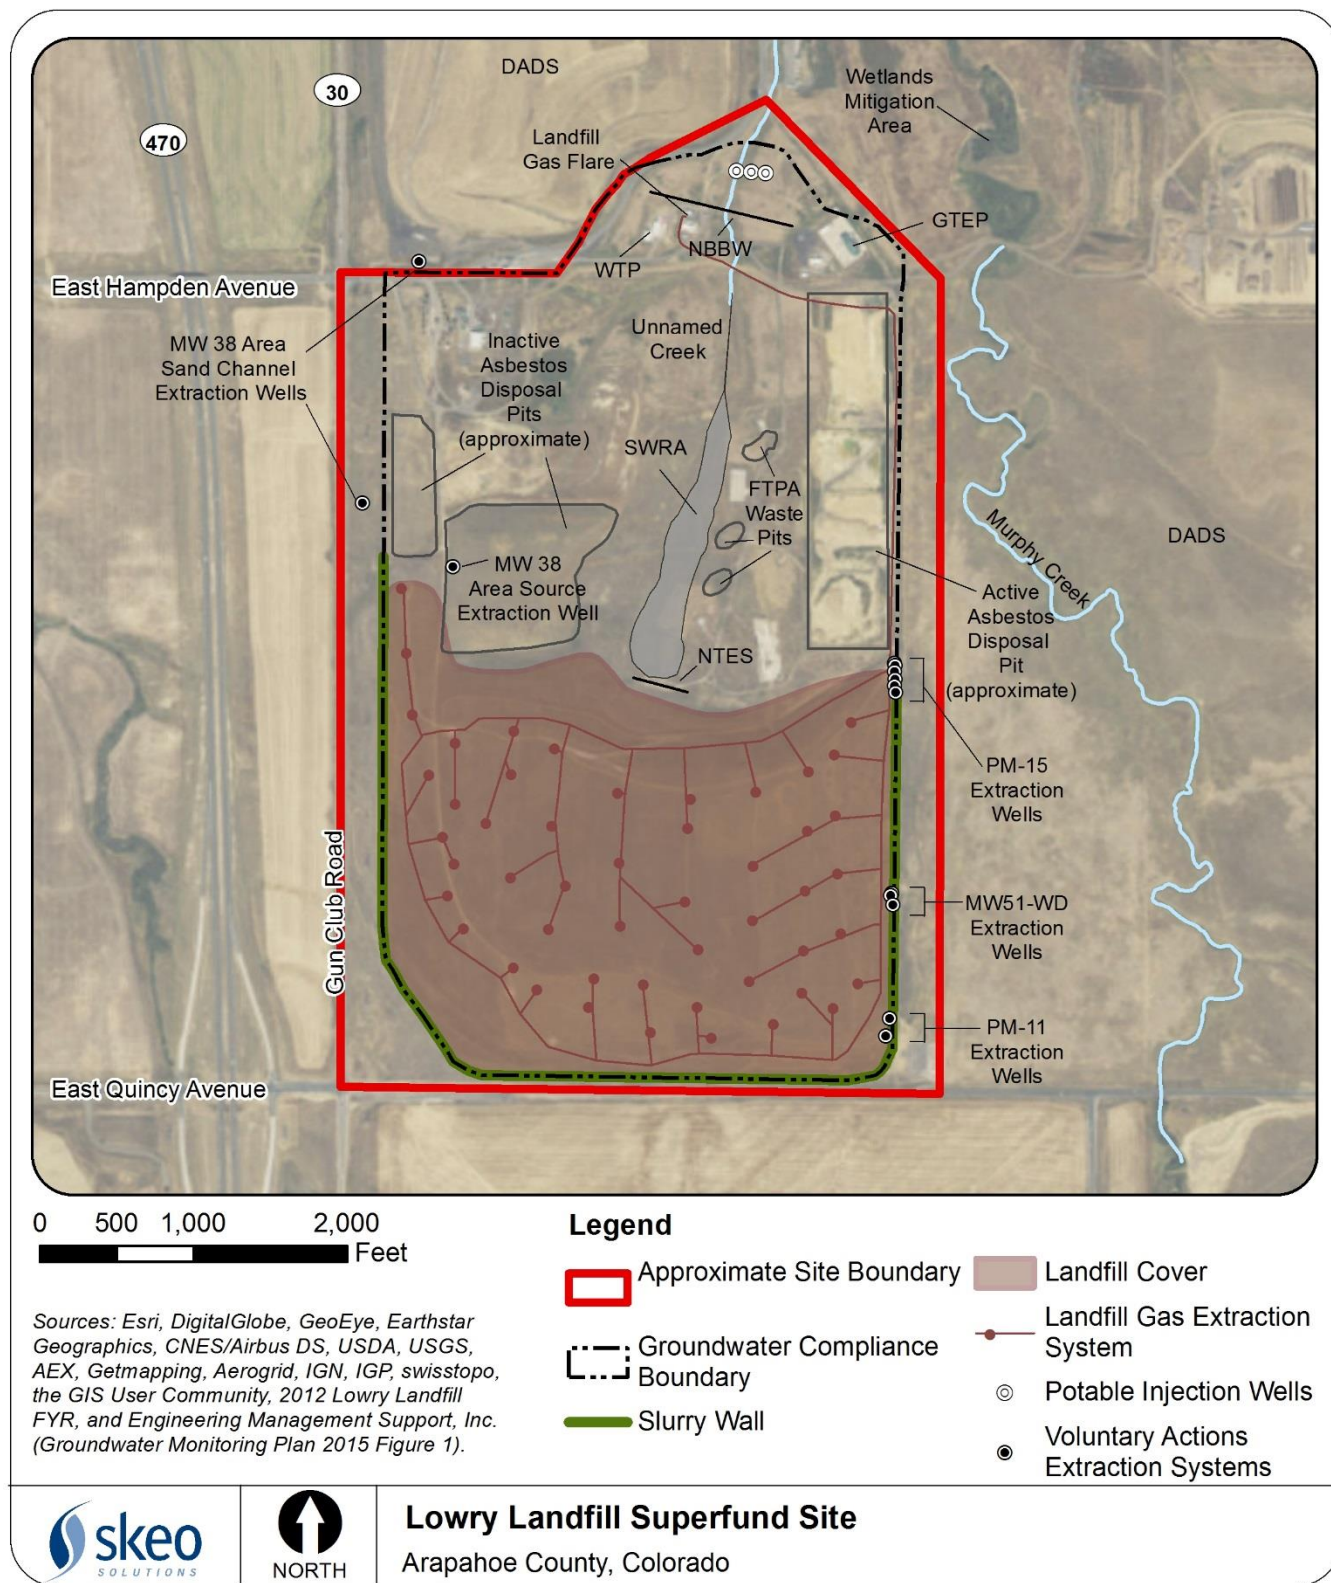 DADS
30
470
Wetlands
Mitigation
Area
Landfill
Gas Flare
GTEP
NBBW
WTP
East Hampden Avenue
Unnamed
Creek
MW 38 Area
Sand Channel
Extraction Wells
Inactive
Asbestos
Disposal
Pits
(approximate)
SWRA
FTPA
Waste
Pits
Murphy Creek
DADS
MW 38
Area Source
Extraction Well
Active
Asbestos
Disposal
Pit
(approximate)
NTES
PM-15
Extraction
Wells
Gun Club Road
MW51-WD
Extraction
Wells
PM-11
Extraction
Wells
East Quincy Avenue
0 500 1,000 2,000
Feet
Sources: Esri, DigitalGlobe, GeoEye, Earthstar
Geographics, CNES/Airbus DS, USDA, USGS,
AEX, Getmapping, Aerogrid, IGN, IGP, swisstopo,
the GIS User Community, 2012 Lowry Landfill
FYR, and Engineering Management Support, Inc.
(Groundwater Monitoring Plan 2015 Figure 1).
Legend
Approximate Site Boundary
Groundwater Compliance
Boundary
Slurry Wall
Landfill Cover
Landfill Gas Extraction
System
Potable Injection Wells
Voluntary Actions
Extraction Systems
skeo
SOLUTIONS
NORTH
Lowry Landfill Superfund Site
Arapahoe County, Colorado